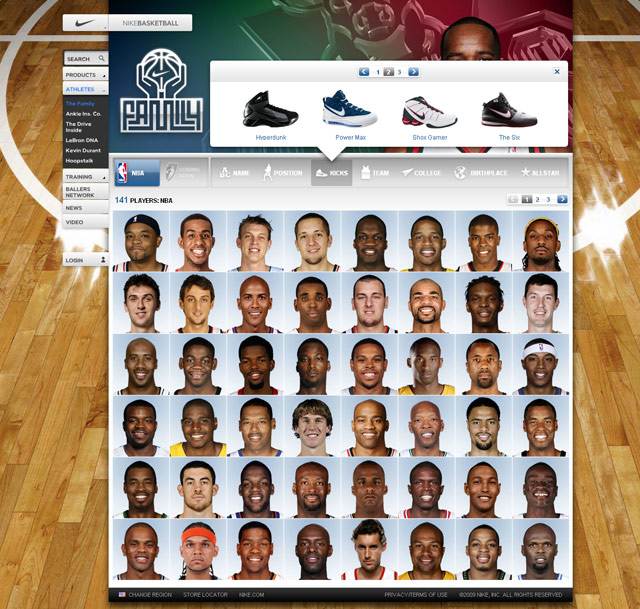 NIKEBASKETBALL
SEARCH
PRODUCTS
ATHLETES
The Family
Ankle Ins. Co.
The Drive
Inside
LeBron DNA
Kevin Durant
Hoopstalk
TRAINING
BALLERS
NETWORK
NEWS
VIDEO
LOGIN
FAMILY
1 2 3
Hyperdunk
Power Max
Shox Gamer
The Six
NBA
NAME
POSITION
KICKS
TEAM
COLLEGE
BIRTHPLACE
ALLSTAR
141 PLAYERS: NBA
1 2 3
CHANGE REGION STORE LOCATOR NIKE.COM
PRIVACY/TERMS OF USE ©2009 NIKE, INC. ALL RIGHTS RESERVED